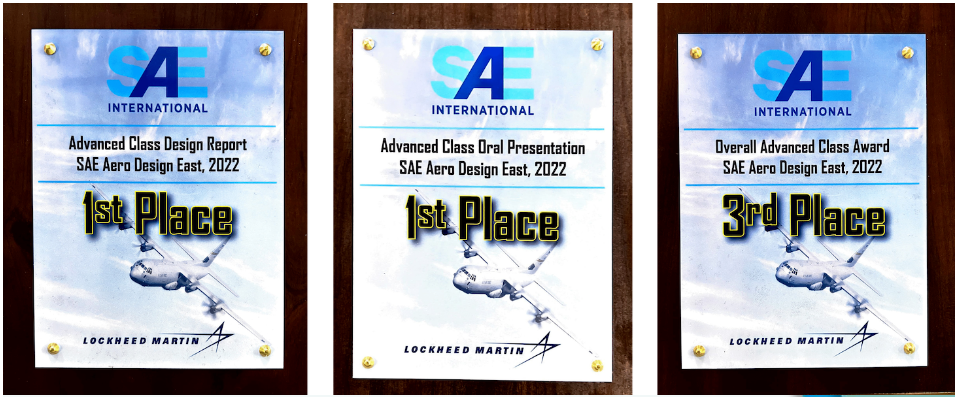 SAE
INTERNATIONAL
Advanced Class Design Report
SAE Aero Design East, 2022
1st Place
LOCKHEED MARTIN
SAE
INTERNATIONAL
Advanced Class Oral Presentation
SAE Aero Design East, 2022
1st Place
LOCKHEED MARTIN
SAE
INTERNATIONAL
Overall Advanced Class Award
SAE Aero Design East, 2022
3rd Place
LOCKHEED MARTIN